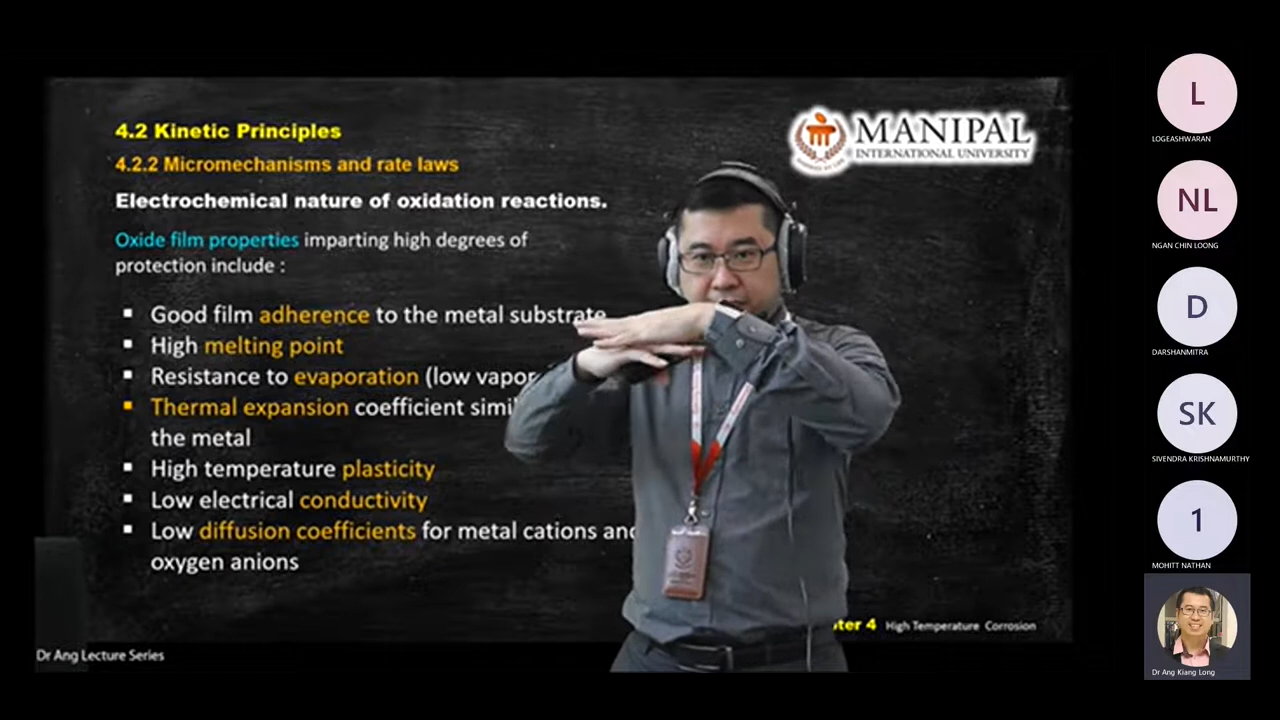 4.2 Kinetic Principles
4.2.2 Micromechanisms and rate laws
Electrochemical nature of oxidation reactions.
Oxide film properties imparting high degrees of
protection include :
▪ Good film adherence to the metal substrate
▪ High melting point
▪ Resistance to evaporation (low
▪ Thermal expansion coefficient
the metal
▪ High temperature plasticity
▪ Low electrical conductivity
▪ Low diffusion coefficients for metal cations and
oxygen anions
MANIPAL
INTERNATIONAL UNIVERSITY
4 High Temperature Corrosion
Dr Ang Lecture Series
L
LOGEASHWARAN
NL
NGAN CHIN LOONG
D
DARSHANMITRA
SK
SIVENDRA KRISHNAMURTHY
1
MOHITT NATHAN
Dr Ang Kiang Long